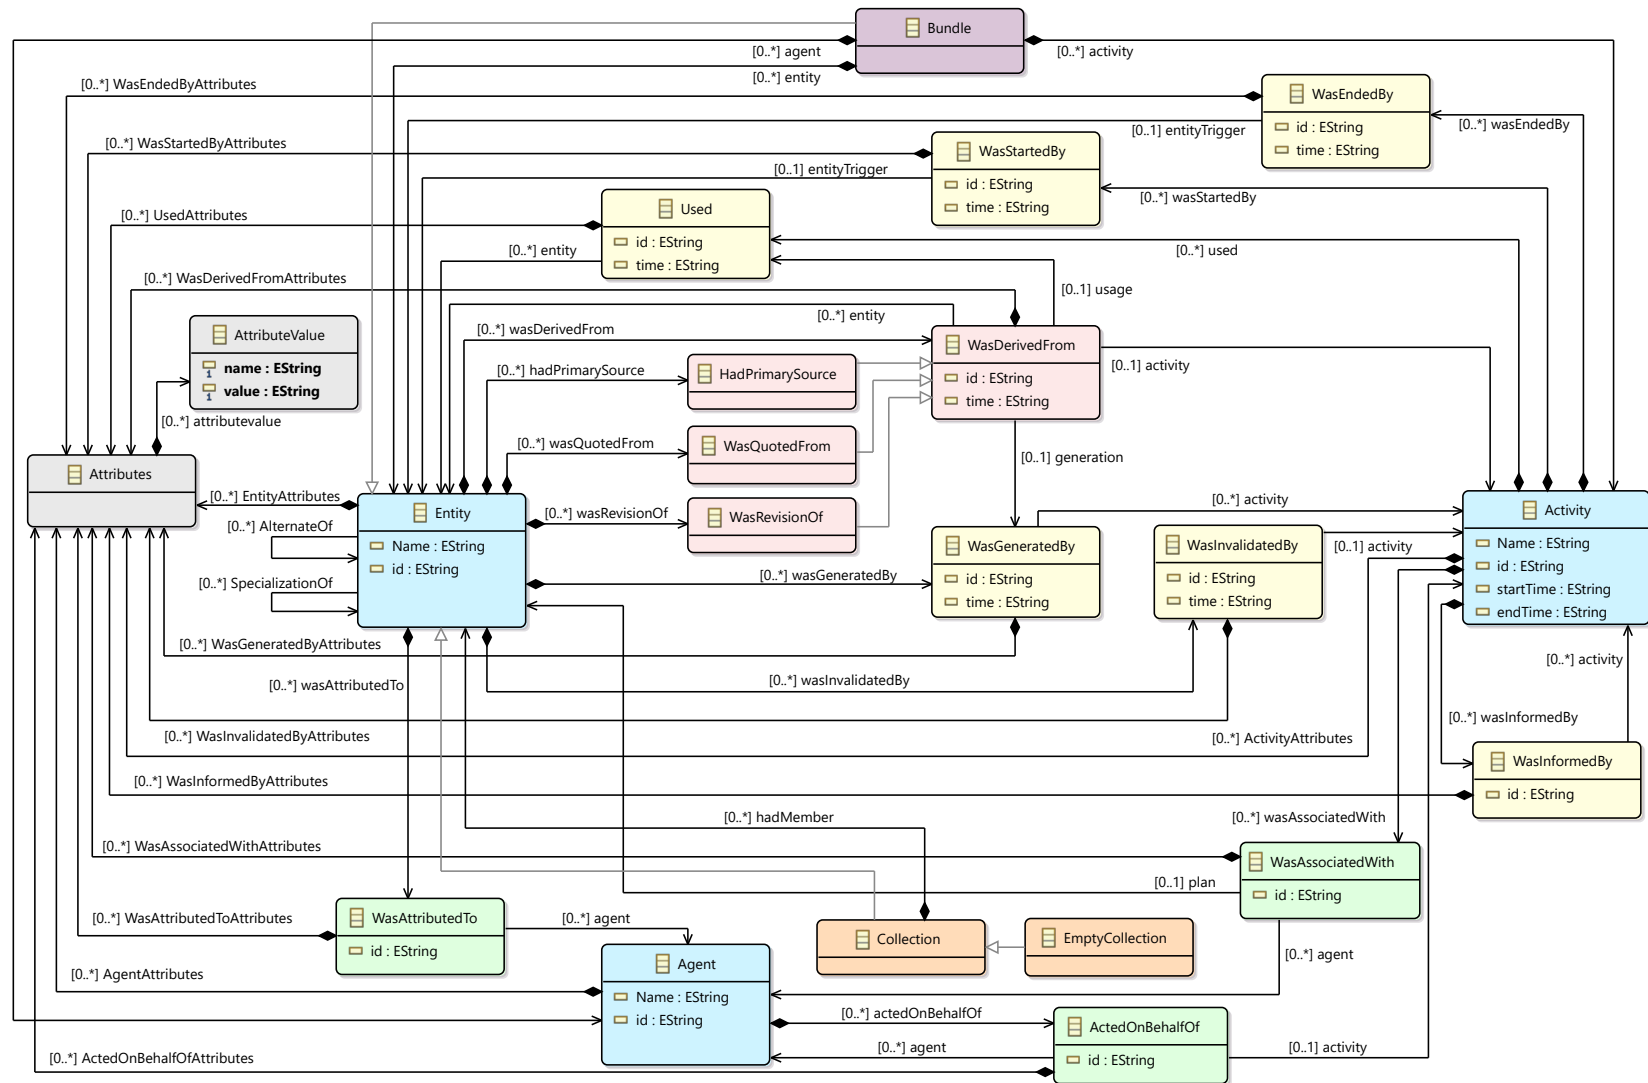 Bundle
[0..*] agent
[0..*] activity
[0..*] entity
[0..*] WasEndedByAttributes
WasEndedBy
id : EString
time : EString
[0..*] wasEndedBy
[0..1] entityTrigger
[0..*] WasStartedByAttributes
WasStartedBy
id : EString
time : EString
[0..1] entityTrigger
[0..*] wasStartedBy
[0..*] UsedAttributes
Used
id : EString
time : EString
[0..*] entity
[0..*] used
[0..*] WasDerivedFromAttributes
[0..1] usage
[0..*] entity
AttributeValue
1 name : EString
1 value : EString
[0..*] wasDerivedFrom
WasDerivedFrom
id : EString
time : EString
[0..1] activity
[0..*] hadPrimarySource
HadPrimarySource
[0..*] attributevalue
[0..*] wasQuotedFrom
WasQuotedFrom
[0..1] generation
Attributes
[0..*] EntityAttributes
Entity
Name : EString
id : EString
[0..*] wasRevisionOf
WasRevisionOf
[0..*] activity
Activity
Name : EString
id : EString
startTime : EString
endTime : EString
[0..*] AlternateOf
WasGeneratedBy
id : EString
time : EString
WasInvalidatedBy
id : EString
time : EString
[0..1] activity
[0..*] SpecializationOf
[0..*] wasGeneratedBy
[0..*] WasGeneratedByAttributes
[0..*] activity
[0..*] wasAttributedTo
[0..*] wasInvalidatedBy
[0..*] wasInformedBy
[0..*] WasInvalidatedByAttributes
[0..*] ActivityAttributes
WasInformedBy
id : EString
[0..*] WasInformedByAttributes
[0..*] hadMember
[0..*] wasAssociatedWith
[0..*] WasAssociatedWithAttributes
WasAssociatedWith
id : EString
[0..1] plan
[0..*] WasAttributedToAttributes
WasAttributedTo
id : EString
[0..*] agent
Collection
EmptyCollection
[0..*] agent
[0..*] AgentAttributes
Agent
Name : EString
id : EString
[0..*] actedOnBehalfOf
ActedOnBehalfOf
id : EString
[0..*] agent
[0..1] activity
[0..*] ActedOnBehalfOfAttributes